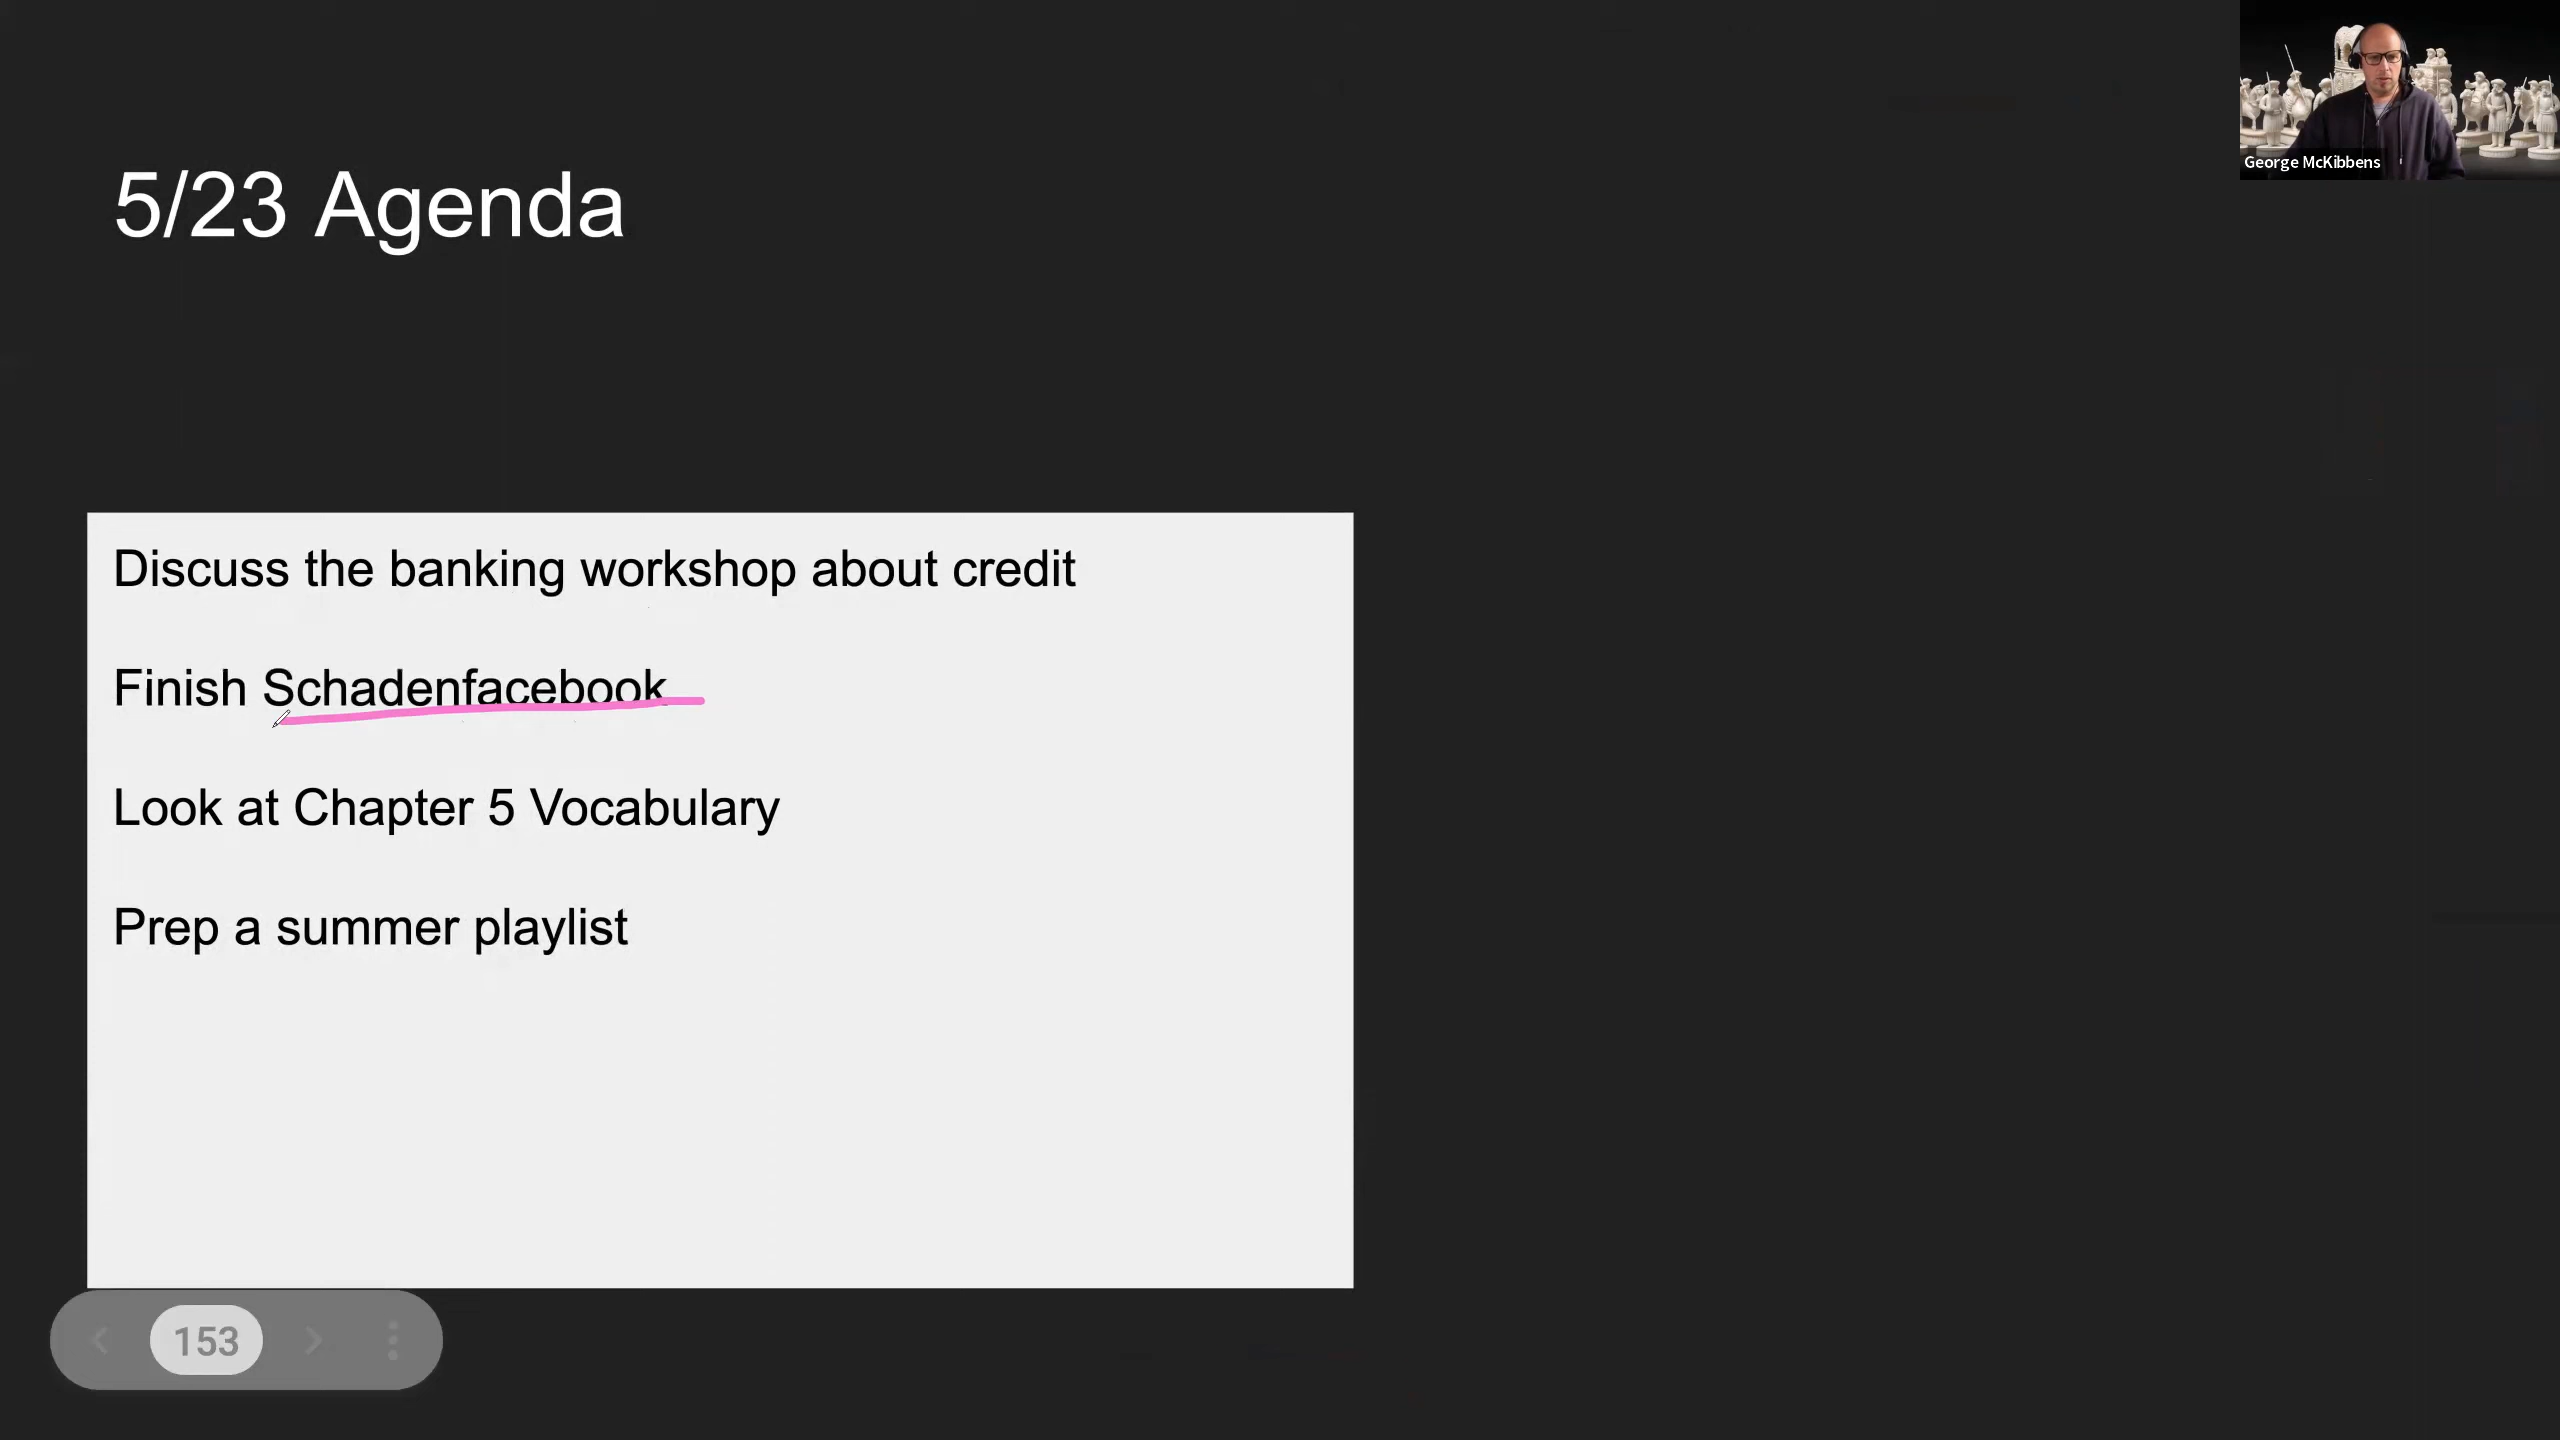 George McKibbens
5/23 Agenda
Discuss the banking workshop about credit
Finish Schadenfacebook
Look at Chapter 5 Vocabulary
Prep a summer playlist
153